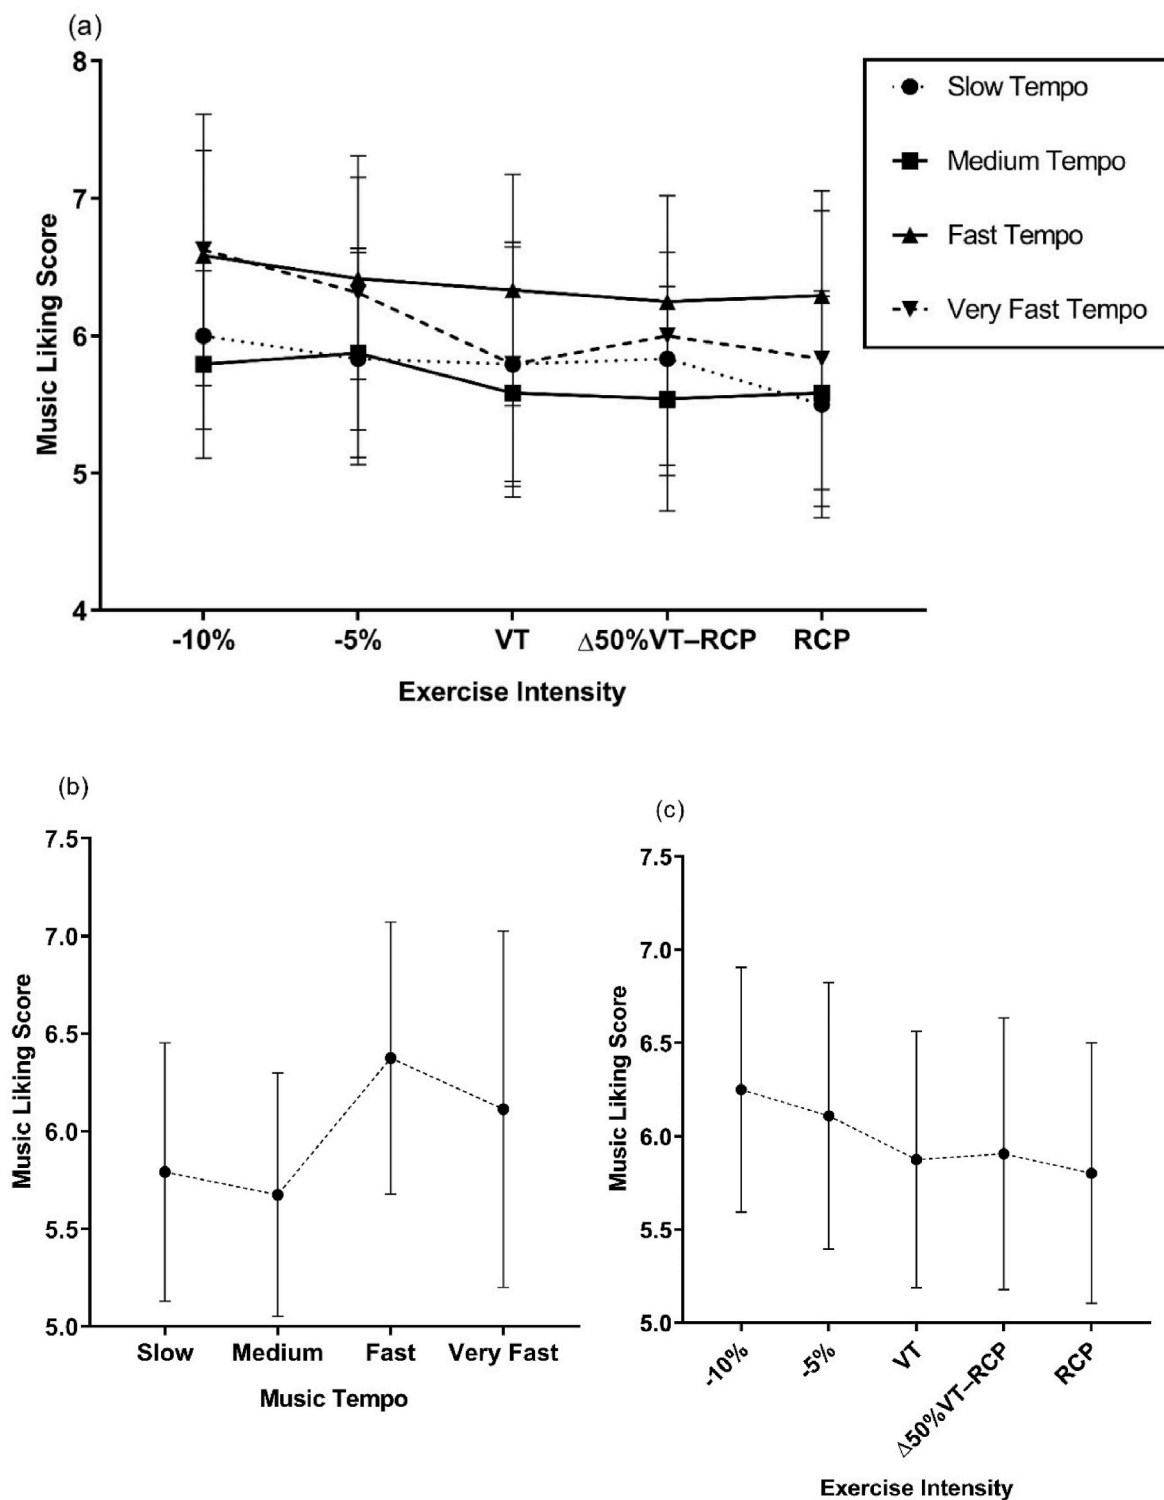 (a)
8
7
6
5
4
Music Liking Score
-10% -5% VT Δ50%VT–RCP RCP
Exercise Intensity
Slow Tempo
Medium Tempo
Fast Tempo
Very Fast Tempo
(b)
7.5
7.0
6.5
6.0
5.5
5.0
Music Liking Score
Slow Medium Fast Very Fast
Music Tempo
(c)
7.5
7.0
6.5
6.0
5.5
5.0
Music Liking Score
-10% -5% VT Δ50%VT–RCP RCP
Exercise Intensity